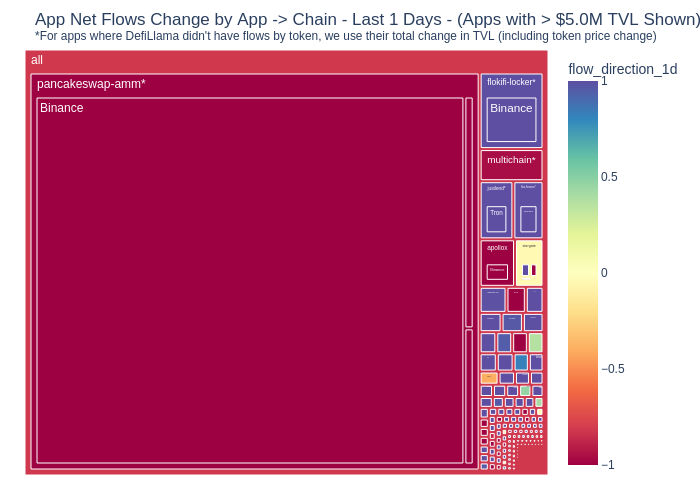 App Net Flows Change by App -> Chain - Last 1 Days - (Apps with > $5.0M TVL Shown)
*For apps where DefiLlama didn't have flows by token, we use their total change in TVL (including token price change)
all
pancakeswap-amm*
Binance
flokifi-locker*
Binance
multichain*
justlend*
Tron
apollox
Binance
flow_direction_1d
1
0.5
0
−0.5
−1